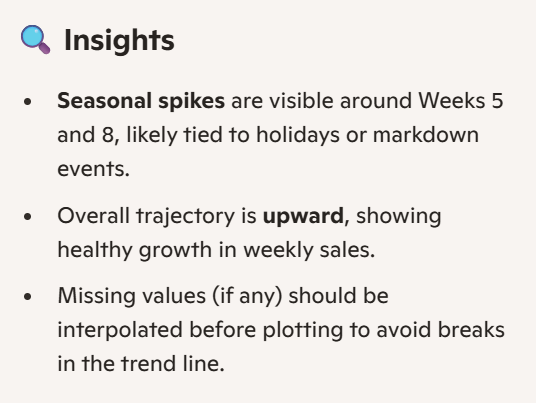 Insights
Seasonal spikes are visible around Weeks 5
and 8, likely tied to holidays or markdown
events.
Overall trajectory is upward, showing
healthy growth in weekly sales.
Missing values (if any) should be
interpolated before plotting to avoid breaks
in the trend line.